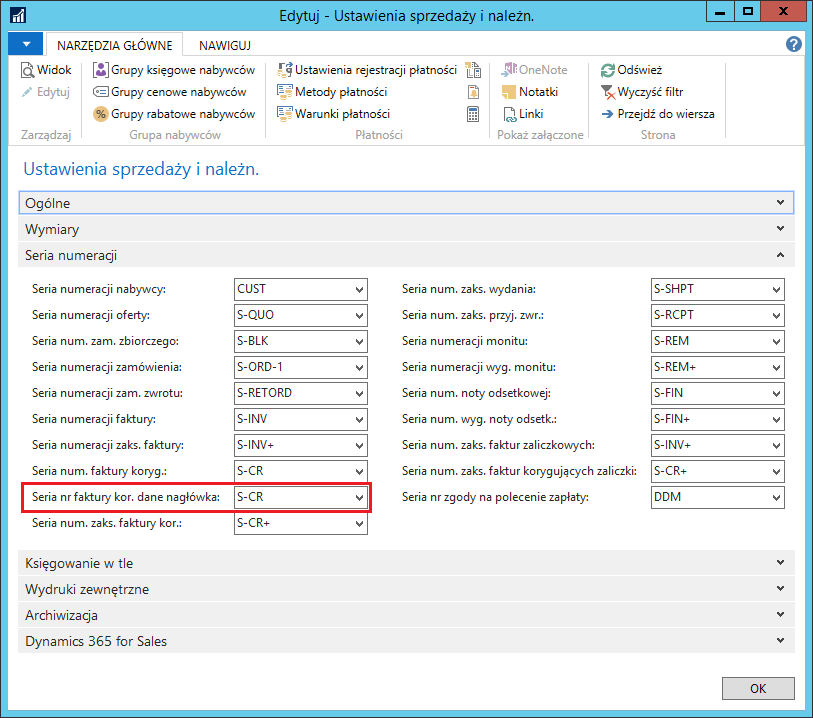 Edytuj - Ustawienia sprzedaży i należn.
NARZĘDZIA GŁÓWNE NAWIGUJ
Widok
Edytuj
Zarządzaj
Grupy księgowe nabywców
Grupy cenowe nabywców
Grupy rabatowe nabywców
Grupa nabywców
Ustawienia rejestracji płatności
Metody płatności
Warunki płatności
Płatności
OneNote
Notatki
Linki
Pokaż załączone
Odśwież
Wyczyść filtr
Przejdź do wiersza
Strona
Ustawienia sprzedaży i należn.
Ogólne
Wymiary
Seria numeracji
Seria numeracji nabywcy: CUST
Seria numeracji oferty: S-QUO
Seria num. zam. zbiorczego: S-BLK
Seria numeracji zamówienia: S-ORD-1
Seria numeracji zam. zwrotu: S-RETORD
Seria numeracji faktury: S-INV
Seria numeracji zaks. faktury: S-INV+
Seria num. faktury koryg.: S-CR
Seria nr faktury kor. dane nagłówka: S-CR
Seria num. zaks. faktury kor.: S-CR+
Seria num. zaks. wydania: S-SHPT
Seria num. zaks. przyj. zwr.: S-RCPT
Seria numeracji monitu: S-REM
Seria numeracji wyg. monitu: S-REM+
Seria num. noty odsetkowej: S-FIN
Seria num. wyg. noty odsetk.: S-FIN+
Seria num. zaks. faktur zaliczkowych: S-INV+
Seria num. zaks. faktur korygujących zaliczki: S-CR+
Seria nr zgody na polecenie zapłaty: DDM
Księgowanie w tle
Wydruki zewnętrzne
Archiwizacja
Dynamics 365 for Sales
OK